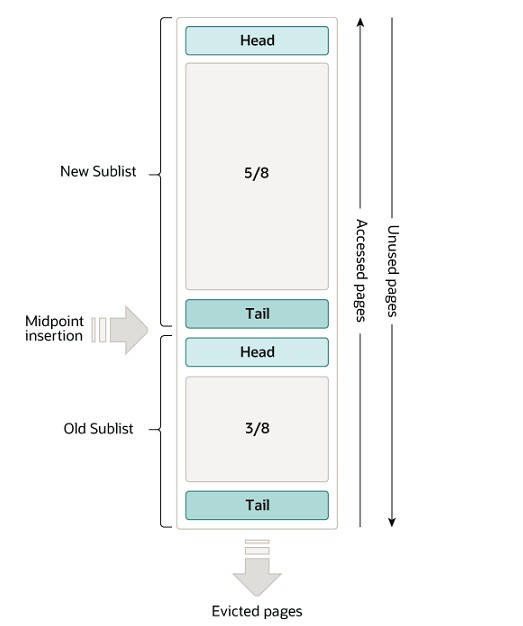 Head
New Sublist
5/8
Accessed pages
Unused pages
Tail
Midpoint
insertion
Head
Old Sublist
3/8
Tail
Evicted pages